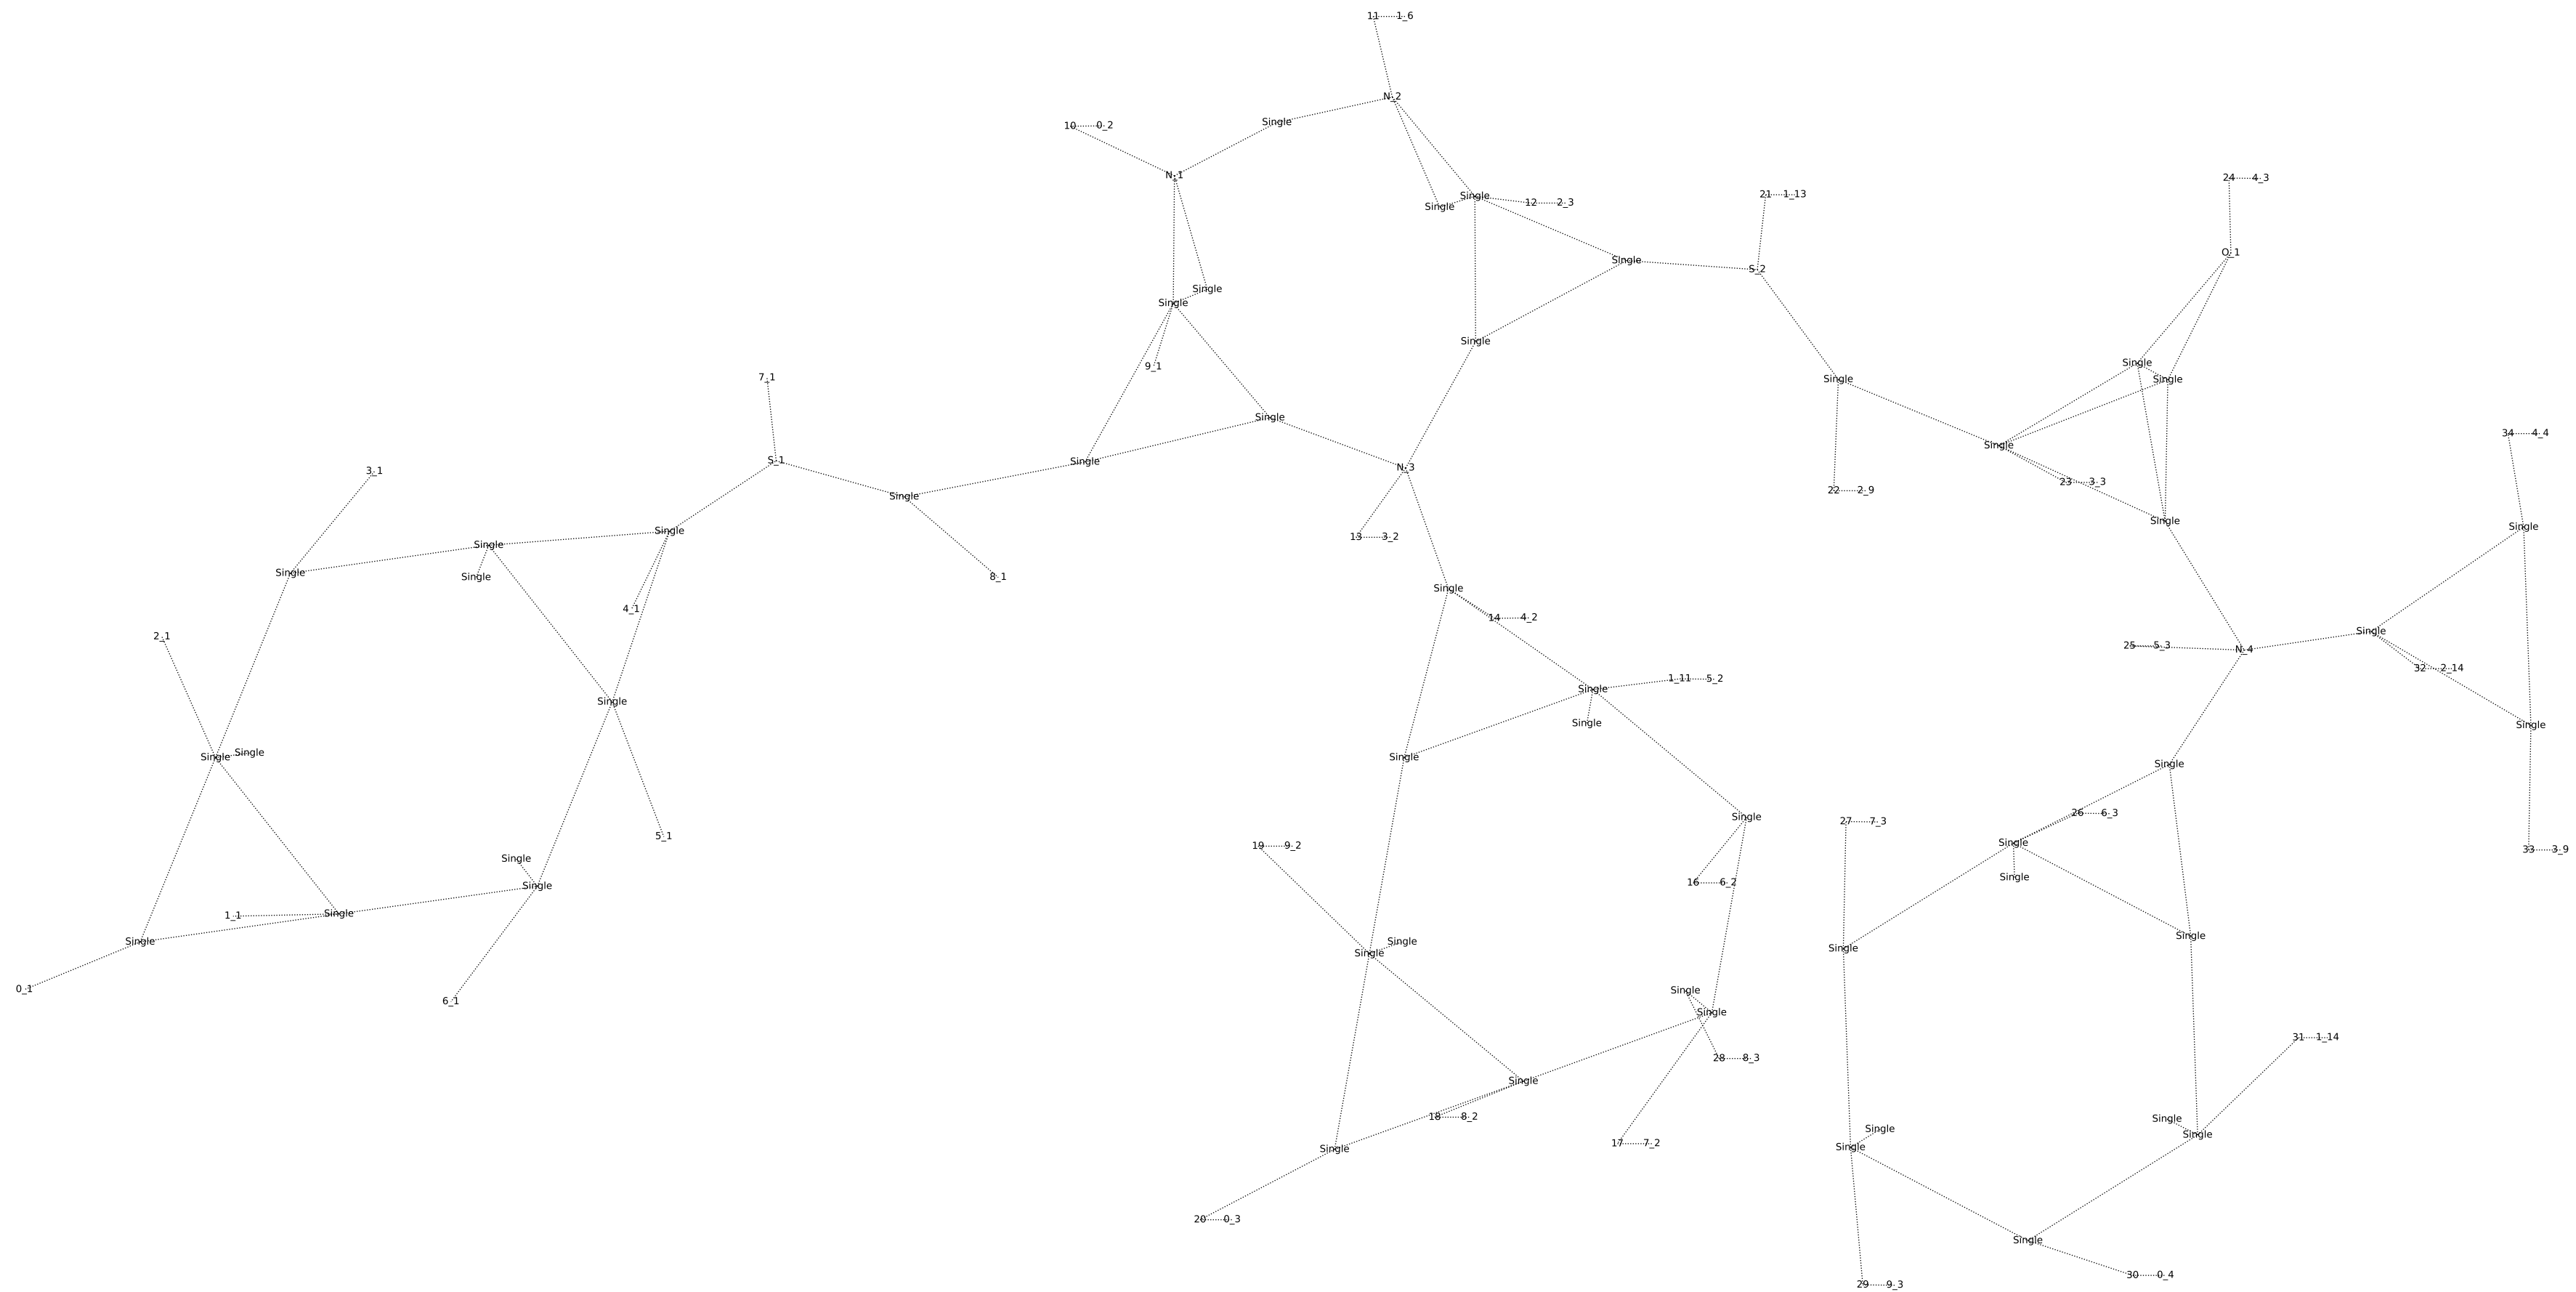 11 1_6
N_2
10 0_2
Single
N_1
24 4_3
21 1_13
Single
12 2_3
Single
O_1
Single
S_2
Single
Single
Single
Single
9_1
7_1
Single
Single
Single
34 4_4
Single
Single
S_1
Single
N_3
3_1
23 3_3
22 2_9
Single
Single
Single
Single
13 3_2
Single
Single
Single
8_1
Single
4_1
14 4_2
Single
2_1
25 5_3
N_4
32 2_14
1_11 5_2
Single
Single
Single
Single
Single
Single
Single
Single
Single
26 6_3
27 7_3
5_1
Single
19 9_2
33 3_9
Single
Single
16 6_2
Single
1_1
Single
Single
Single
Single
Single
Single
0_1
Single
6_1
Single
31 1_14
28 8_3
Single
18 8_2
Single
Single
Single
17 7_2
Single
Single
20 0_3
Single
30 0_4
29 9_3